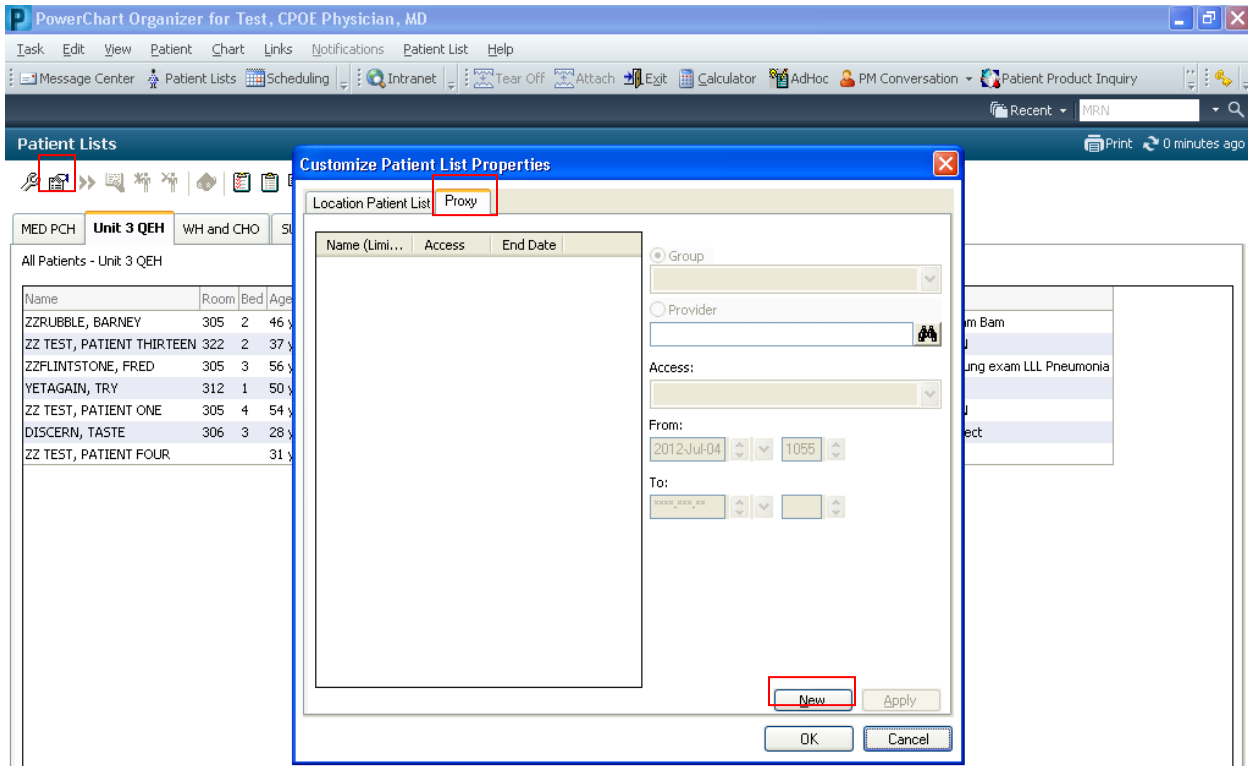 PowerChart Organizer for Test, CPOE Physician, MD
Task Edit View Patient Chart Links Notifications Patient List Help
Message Center Patient Lists Scheduling Intranet Tear Off Attach Exit Calculator AdHoc PM Conversation Patient Product Inquiry
Recent MRN
Patient Lists Print 0 minutes ago
Customize Patient List Properties
Location Patient List Proxy
MED PCH Unit 3 QEH WH and CHO
All Patients - Unit 3 QEH
Name (Limi... Access End Date
Group
Provider
Access:
From:
2012-Jul-04 1055
To:
****-***-**
Name Room Bed Age
ZZRUBBLE, BARNEY 305 2 46 y Bam
ZZ TEST, PATIENT THIRTEEN 322 2 37 y
ZZFLINTSTONE, FRED 305 3 56 y ung exam LLL Pneumonia
YETAGAIN, TRY 312 1 50 y
ZZ TEST, PATIENT ONE 305 4 54 y
DISCERN, TASTE 306 3 28 y ect
ZZ TEST, PATIENT FOUR 31 y
New Apply
OK Cancel